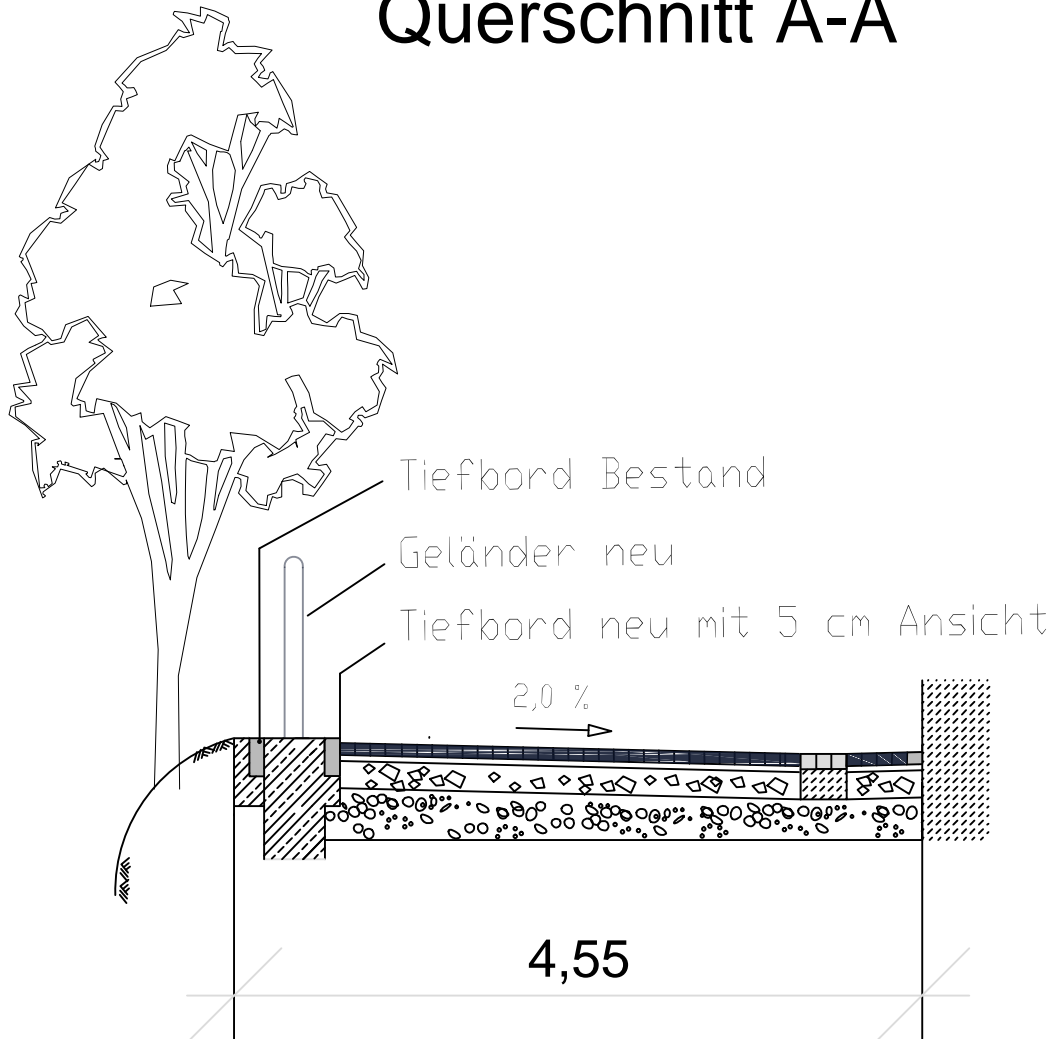 Querschnitt A-A
Tiefbord Bestand
Geländer neu
Tiefbord neu mit 5 cm Ansicht
2,0 %
4,55